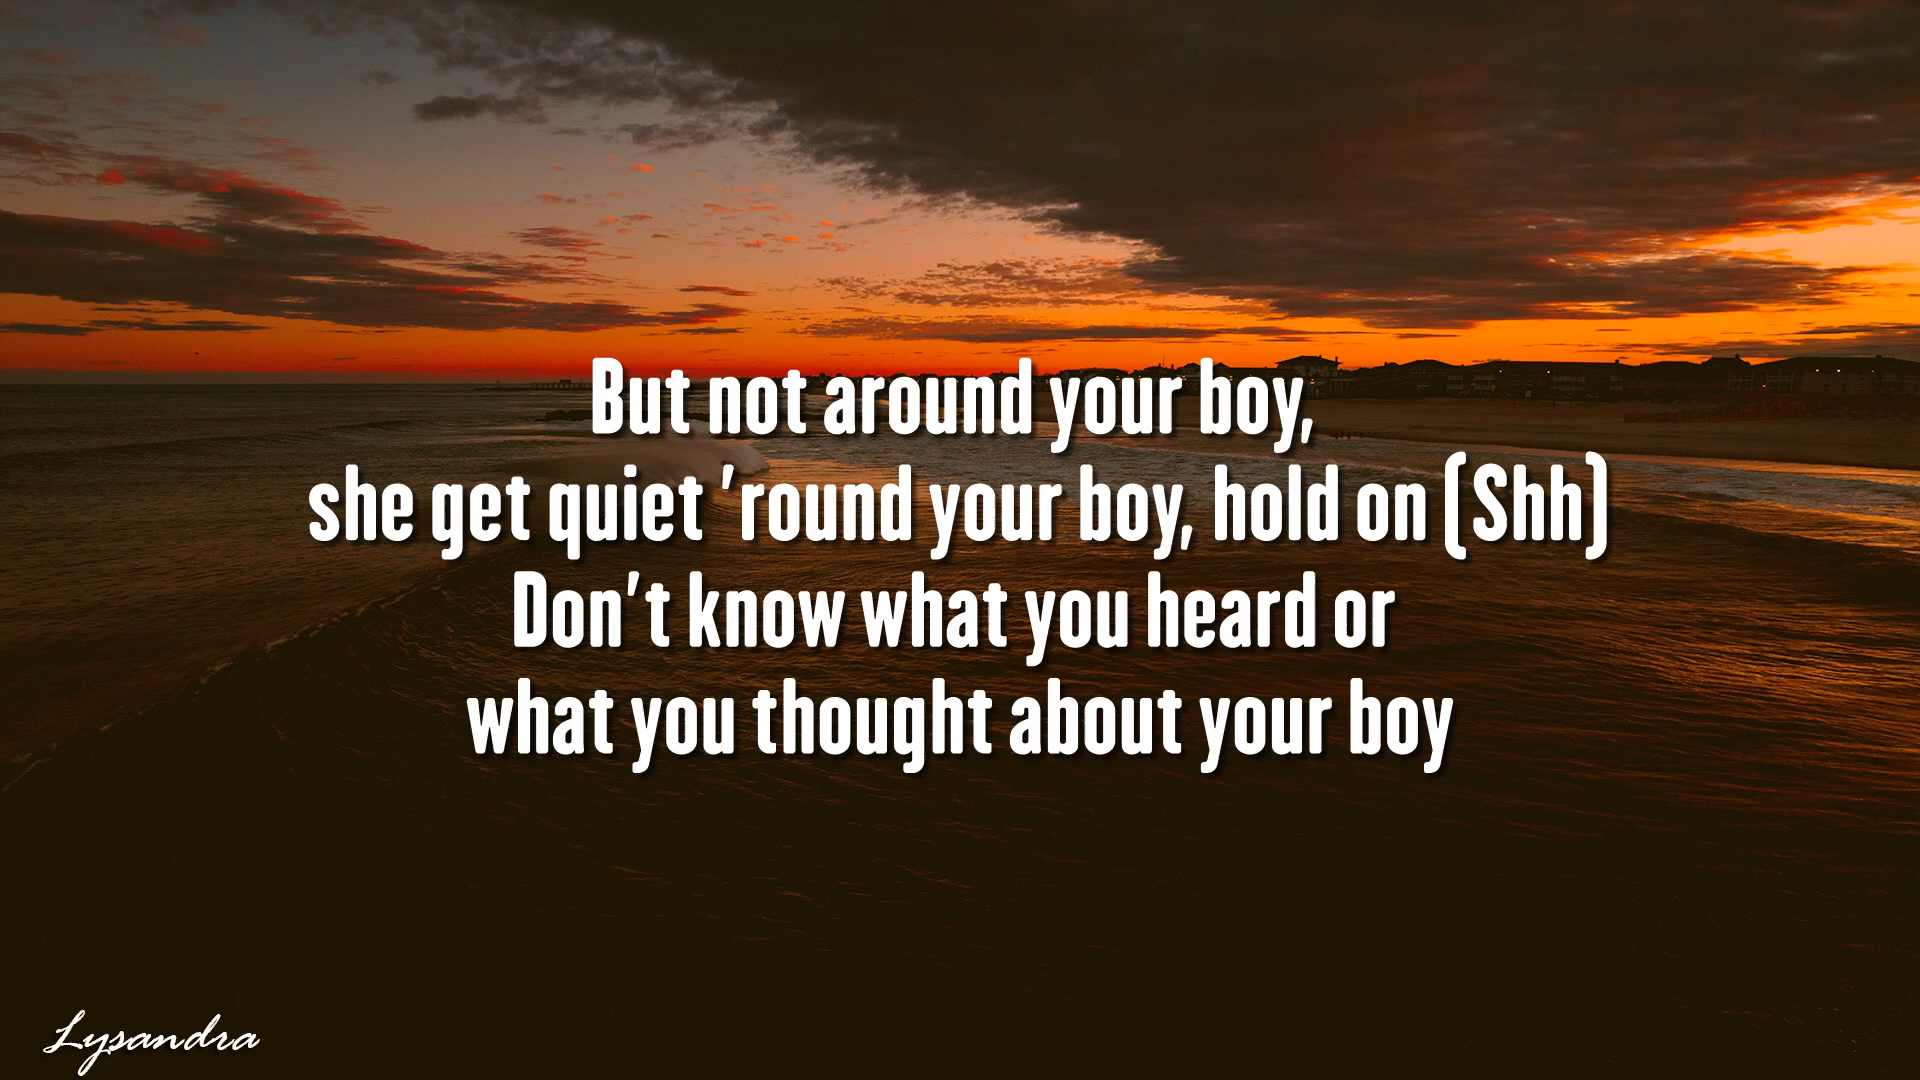 But not around your boy,
she get quiet 'round your boy, hold on (Shh)
Don't know what you heard or
what you thought about your boy
Lysandra